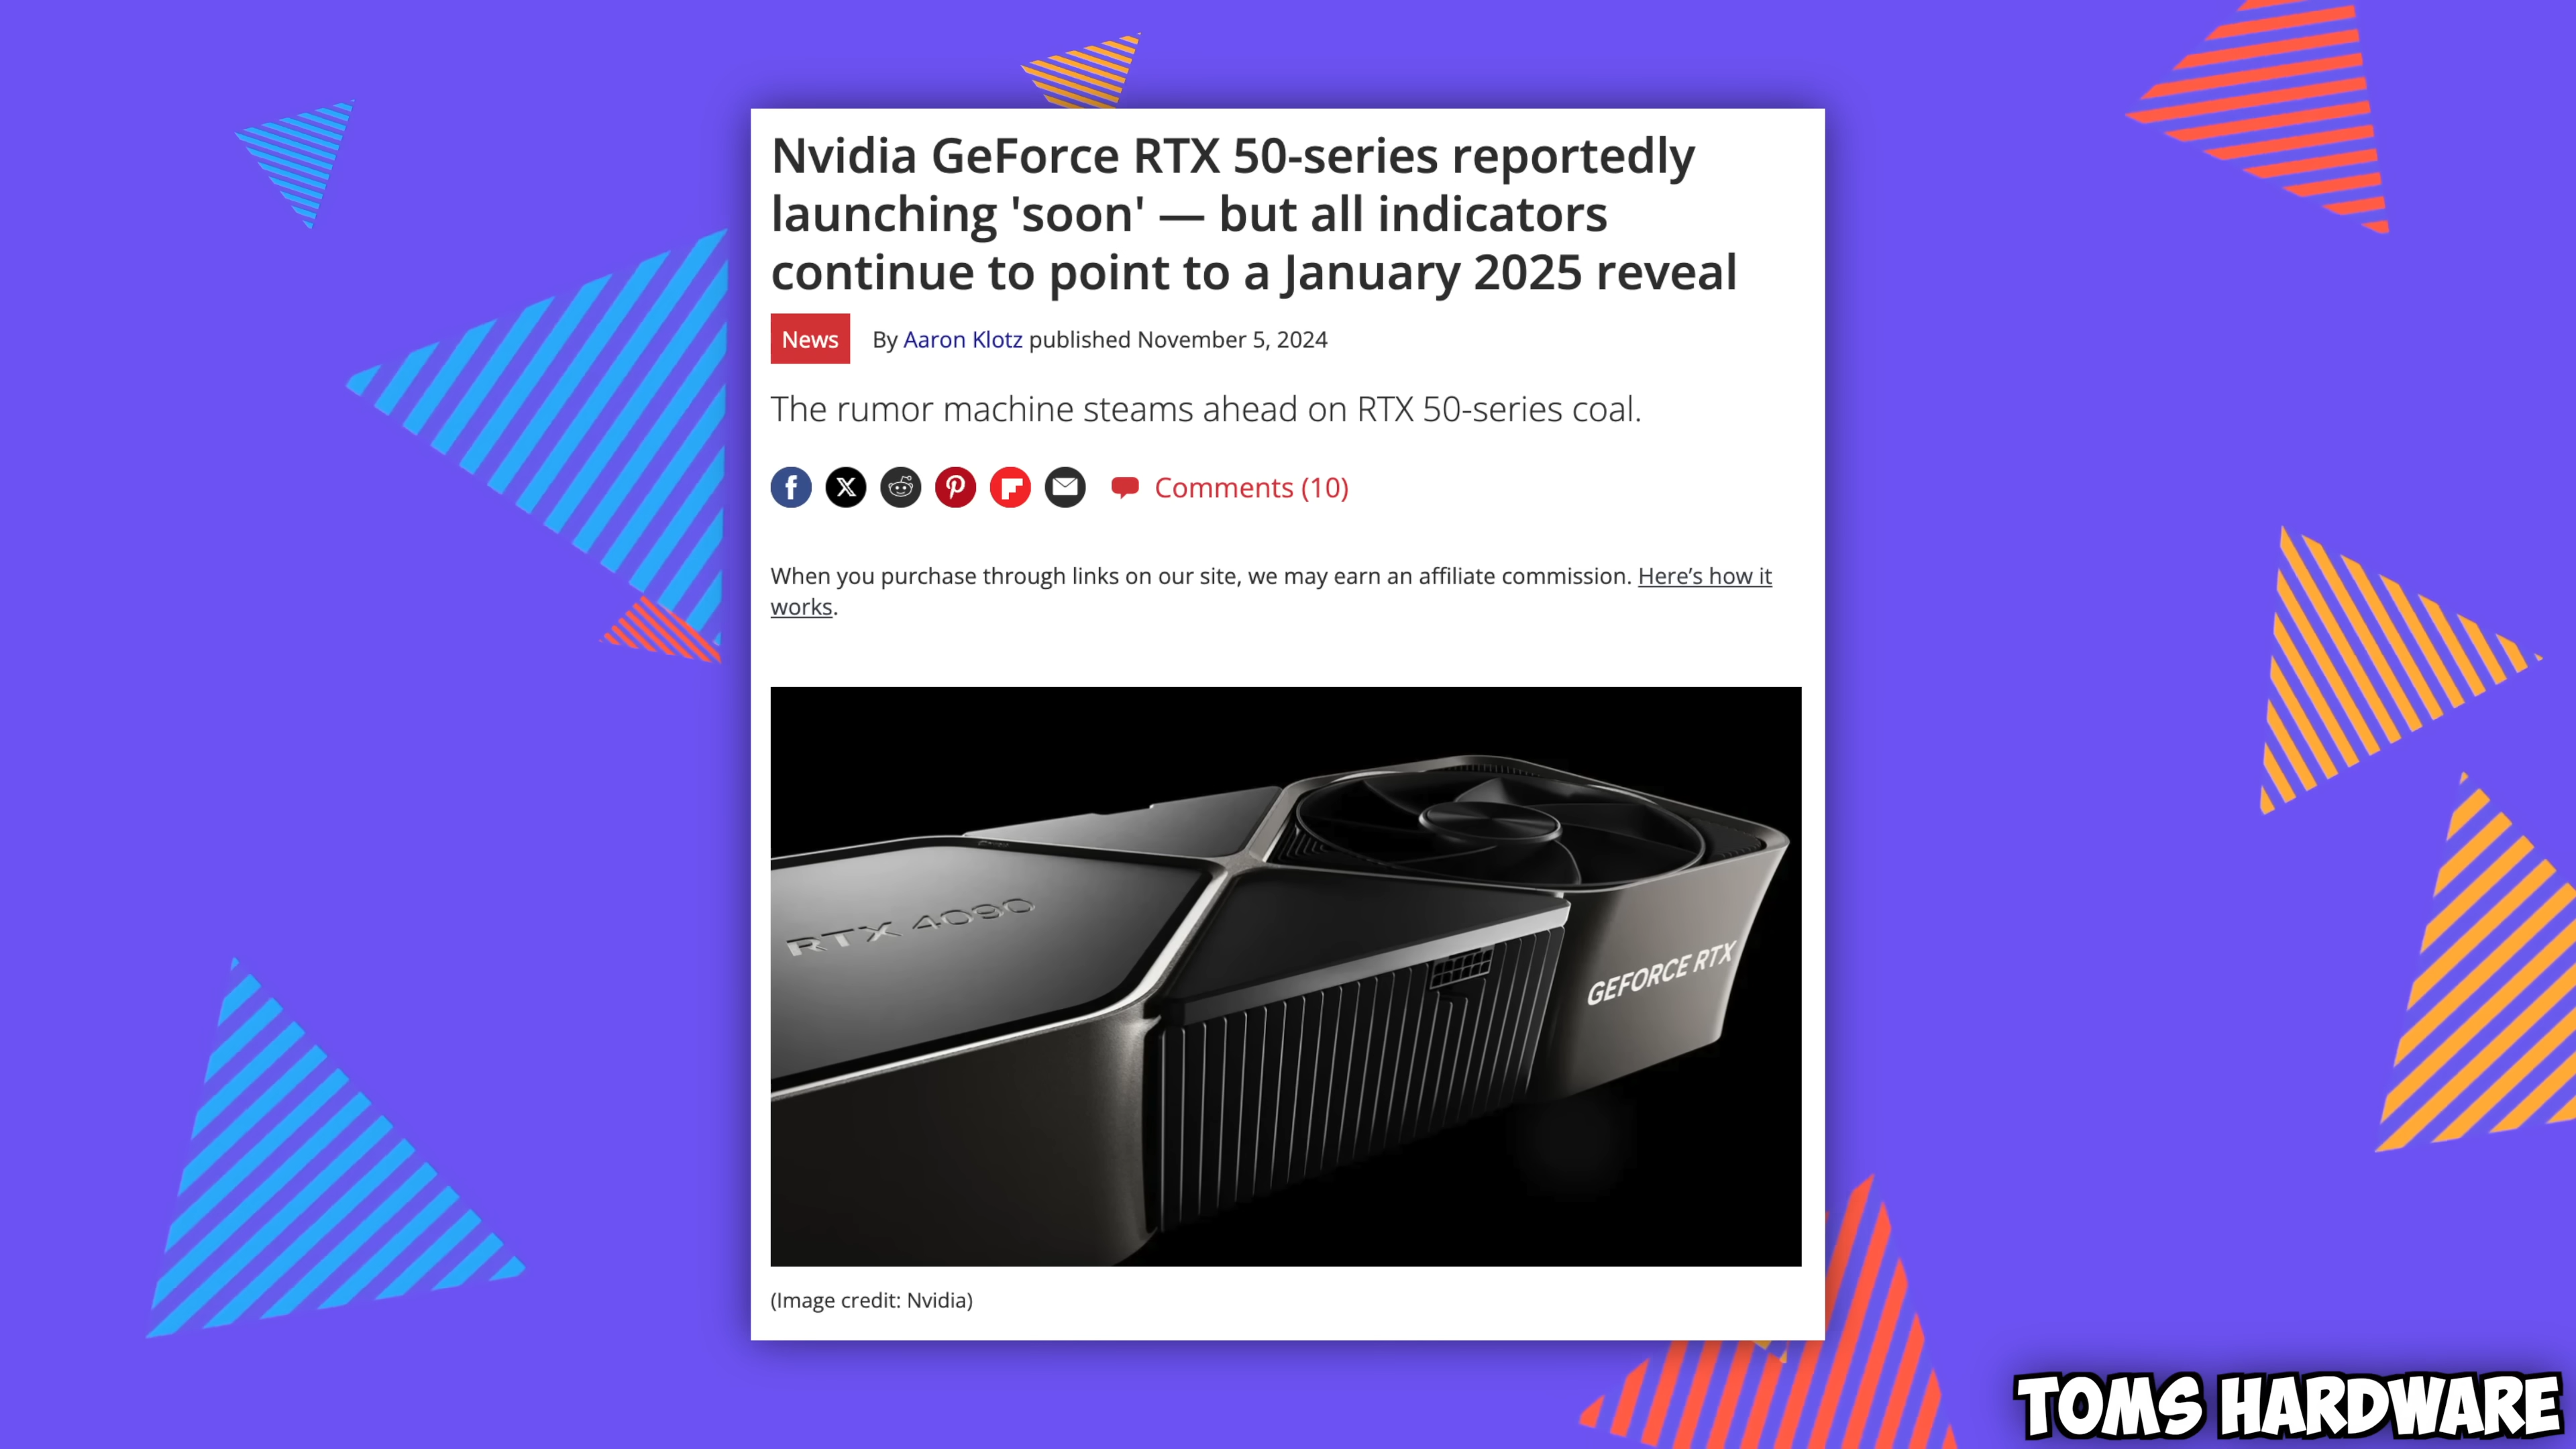 Nvidia GeForce RTX 50-series reportedly
launching 'soon' — but all indicators
continue to point to a January 2025 reveal
News By Aaron Klotz published November 5, 2024
The rumor machine steams ahead on RTX 50-series coal.
Comments (10)
When you purchase through links on our site, we may earn an affiliate commission. Here’s how it
works.
RTX 4090
GEFORCE RTX
(Image credit: Nvidia)
TOMS HARDWARE